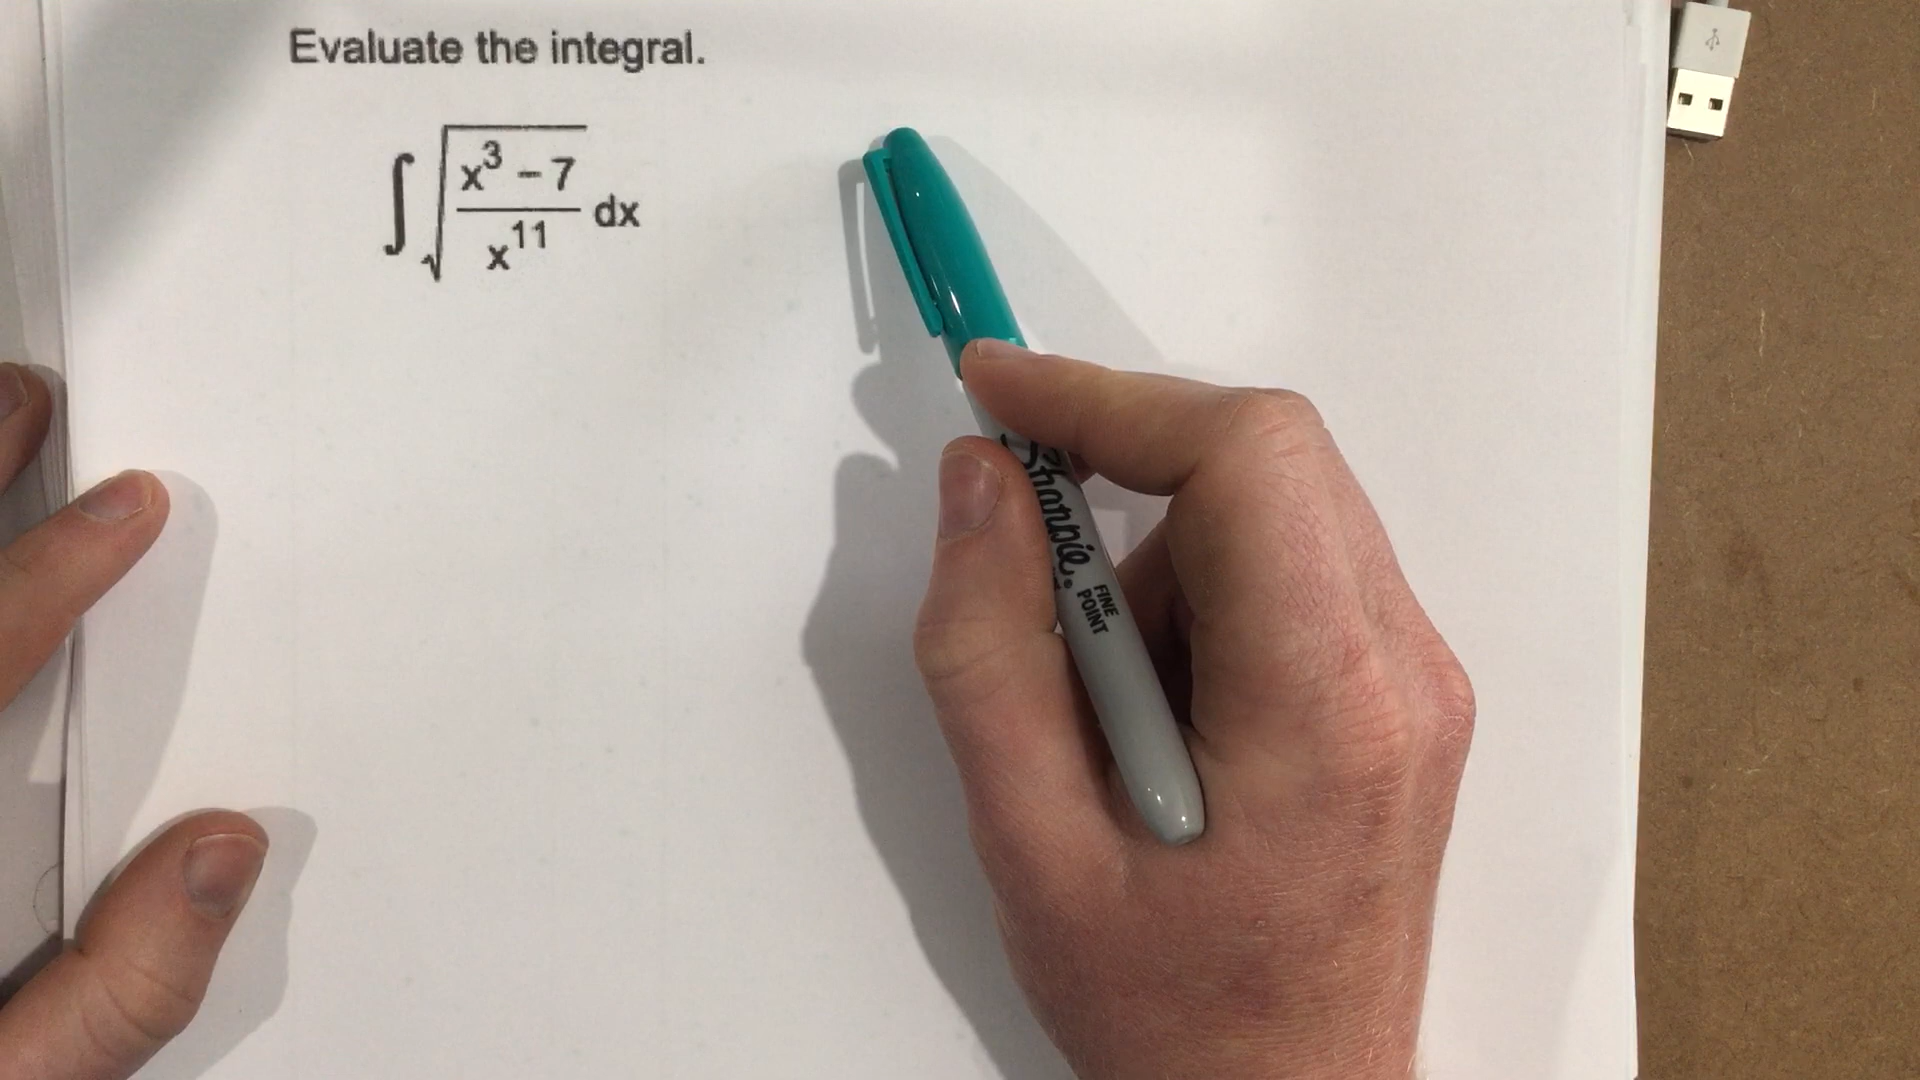 Evaluate the integral.
∫ √((x³ − 7)/x¹¹) dx
Sharpie.
FINE
POINT